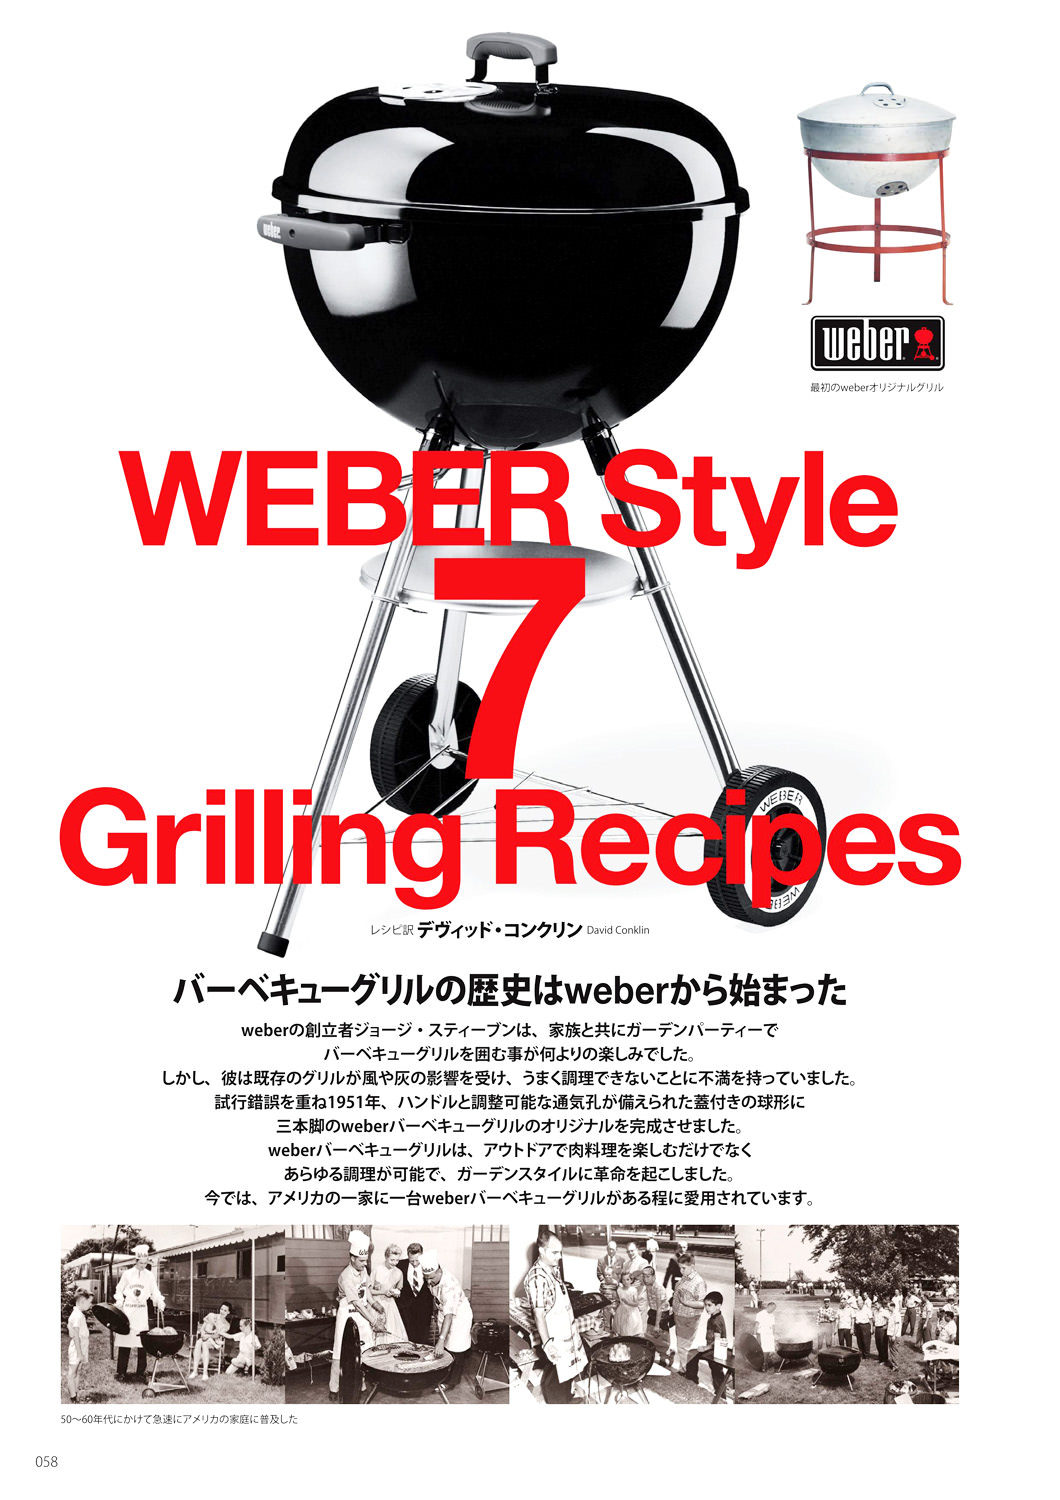 weber
weber
最初のweberオリジナルグリル
WEBER Style
7
Grilling Recipes
WEBER
WEBER
レシピ訳 デヴィッド・コンクリン David Conklin
バーベキューグリルの歴史はweberから始まった
weberの創立者ジョージ・スティーブンは、家族と共にガーデンパーティーで
バーベキューグリルを囲む事が何よりの楽しみでした。
しかし、彼は既存のグリルが風や灰の影響を受け、うまく調理できないことに不満を持っていました。
試行錯誤を重ね1951年、ハンドルと調整可能な通気孔が備えられた蓋付きの球形に
三本脚のweberバーベキューグリルのオリジナルを完成させました。
weberバーベキューグリルは、アウトドアで肉料理を楽しむだけでなく
あらゆる調理が可能で、ガーデンスタイルに革命を起こしました。
今では、アメリカの一家に一台weberバーベキューグリルがある程に愛用されています。
50〜60年代にかけて急速にアメリカの家庭に普及した
058